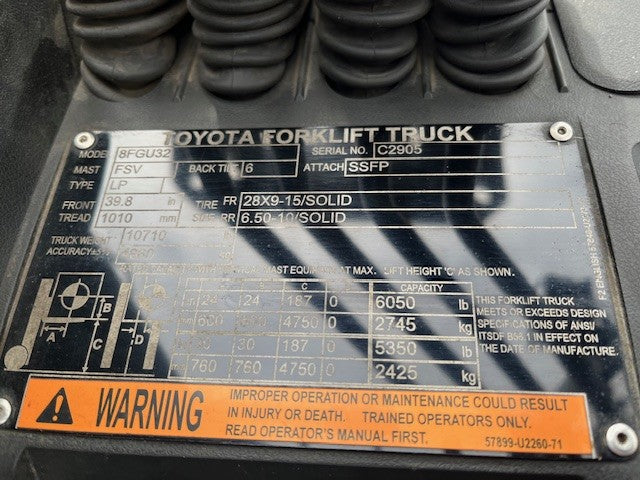 TOYOTA FORKLIFT TRUCK
MODEL 8FGU32 SERIAL NO. C2905
MAST FSV BACK TILT 6 ATTACH SSFP
TYPE LP
FRONT 39.8 in TIRE FR 28X9-15/SOLID
TREAD 1010 mm SIZE RR 6.50-10/SOLID
TRUCK WEIGHT 10710
ACCURACY±5%
MAST EQUIPMENT AT MAX. LIFT HEIGHT 'C' AS SHOWN.
C CAPACITY
in 24 24 187 0 6050 lb
4750 0 2745 kg
30 187 0 5350 lb
760 760 4750 0 2425 kg
A B C D
THIS FORKLIFT TRUCK
MEETS OR EXCEEDS DESIGN
SPECIFICATIONS OF ANSI/
ITSDF B56.1 IN EFFECT ON
THE DATE OF MANUFACTURE.
WARNING
IMPROPER OPERATION OR MAINTENANCE COULD RESULT
IN INJURY OR DEATH. TRAINED OPERATORS ONLY.
READ OPERATOR'S MANUAL FIRST.
57899-U2260-71